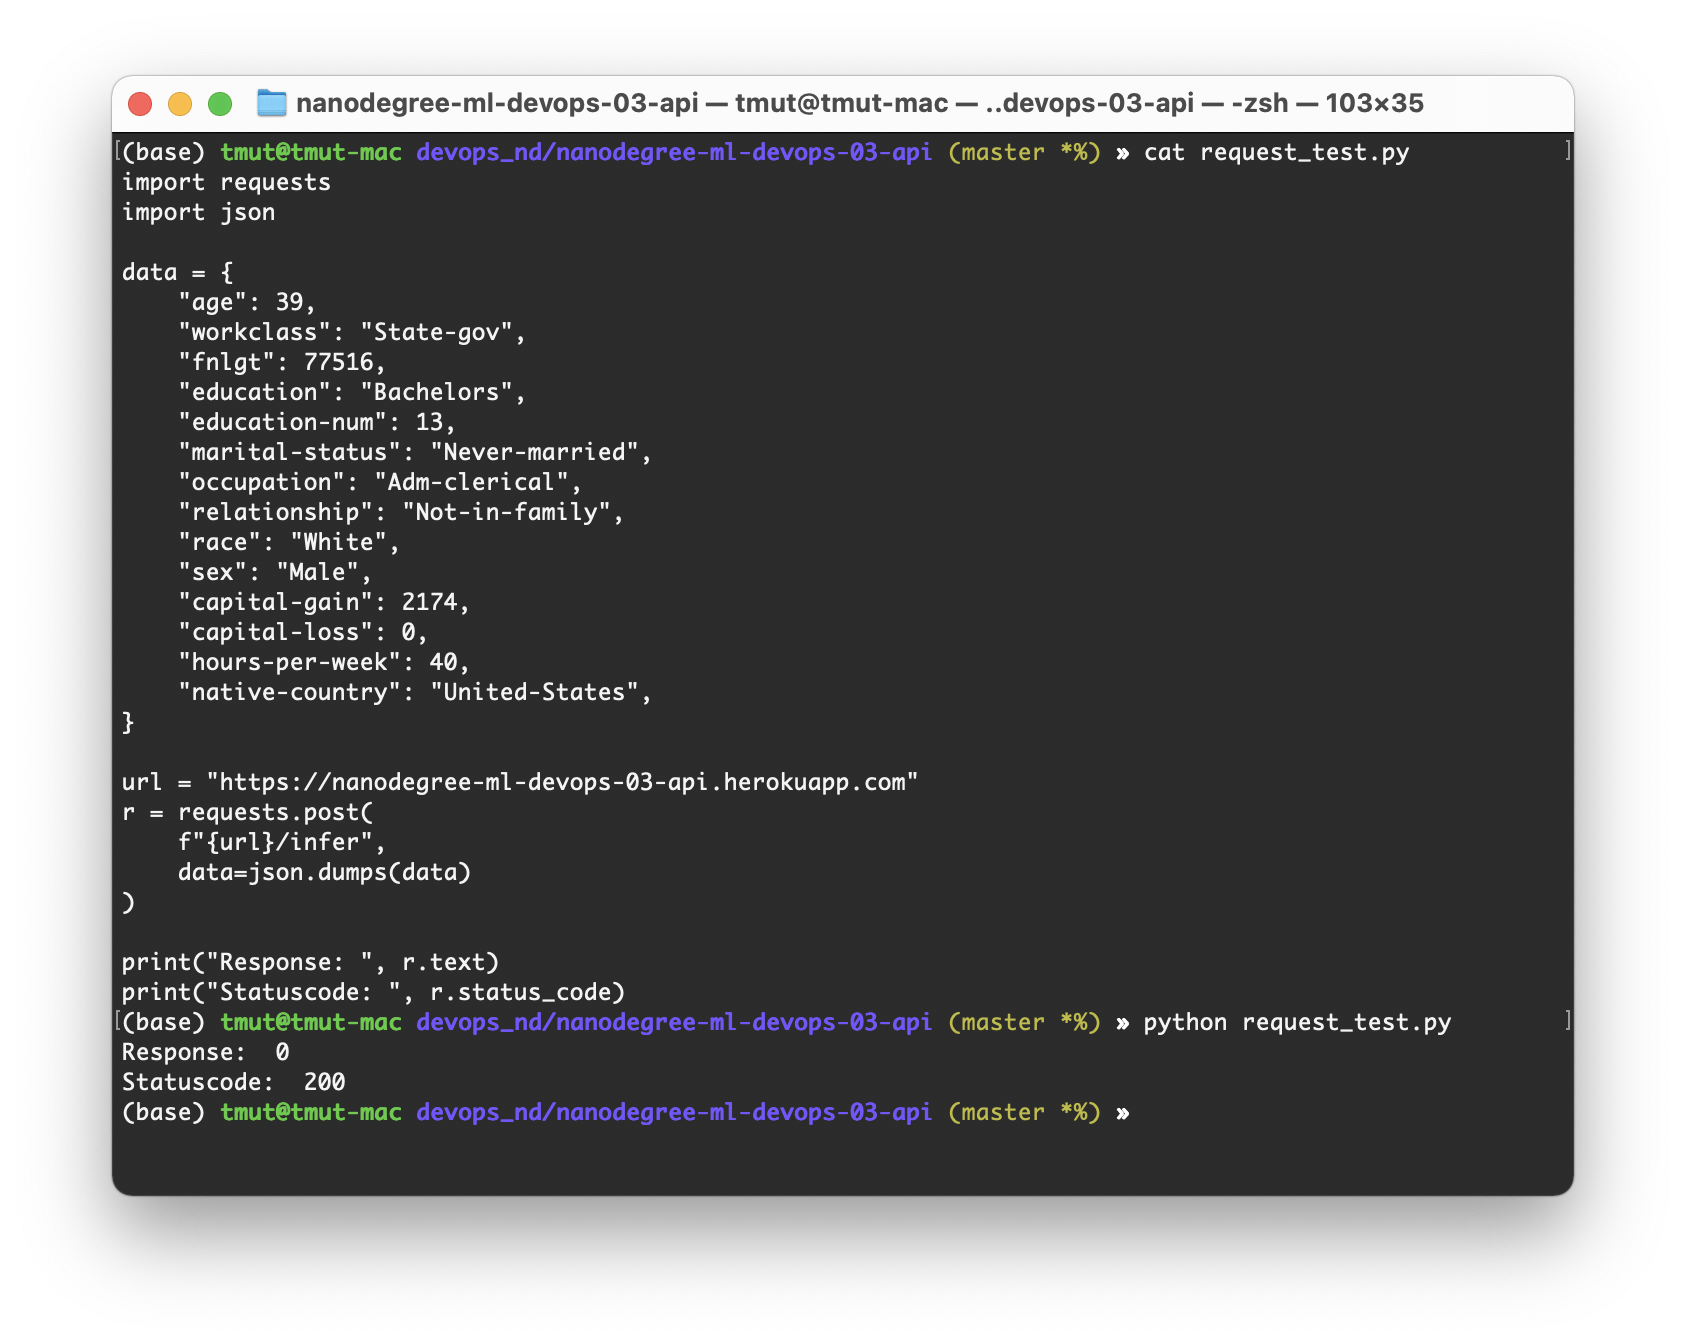 nanodegree-ml-devops-03-api — tmut@tmut-mac — ..devops-03-api — -zsh — 103×35
[(base) tmut@tmut-mac devops_nd/nanodegree-ml-devops-03-api (master *%) » cat request_test.py ]
import requests
import json

data = {
    "age": 39,
    "workclass": "State-gov",
    "fnlgt": 77516,
    "education": "Bachelors",
    "education-num": 13,
    "marital-status": "Never-married",
    "occupation": "Adm-clerical",
    "relationship": "Not-in-family",
    "race": "White",
    "sex": "Male",
    "capital-gain": 2174,
    "capital-loss": 0,
    "hours-per-week": 40,
    "native-country": "United-States",
}

url = "https://nanodegree-ml-devops-03-api.herokuapp.com"
r = requests.post(
    f"{url}/infer",
    data=json.dumps(data)
)

print("Response: ", r.text)
print("Statuscode: ", r.status_code)
[(base) tmut@tmut-mac devops_nd/nanodegree-ml-devops-03-api (master *%) » python request_test.py ]
Response:  0
Statuscode:  200
(base) tmut@tmut-mac devops_nd/nanodegree-ml-devops-03-api (master *%) »